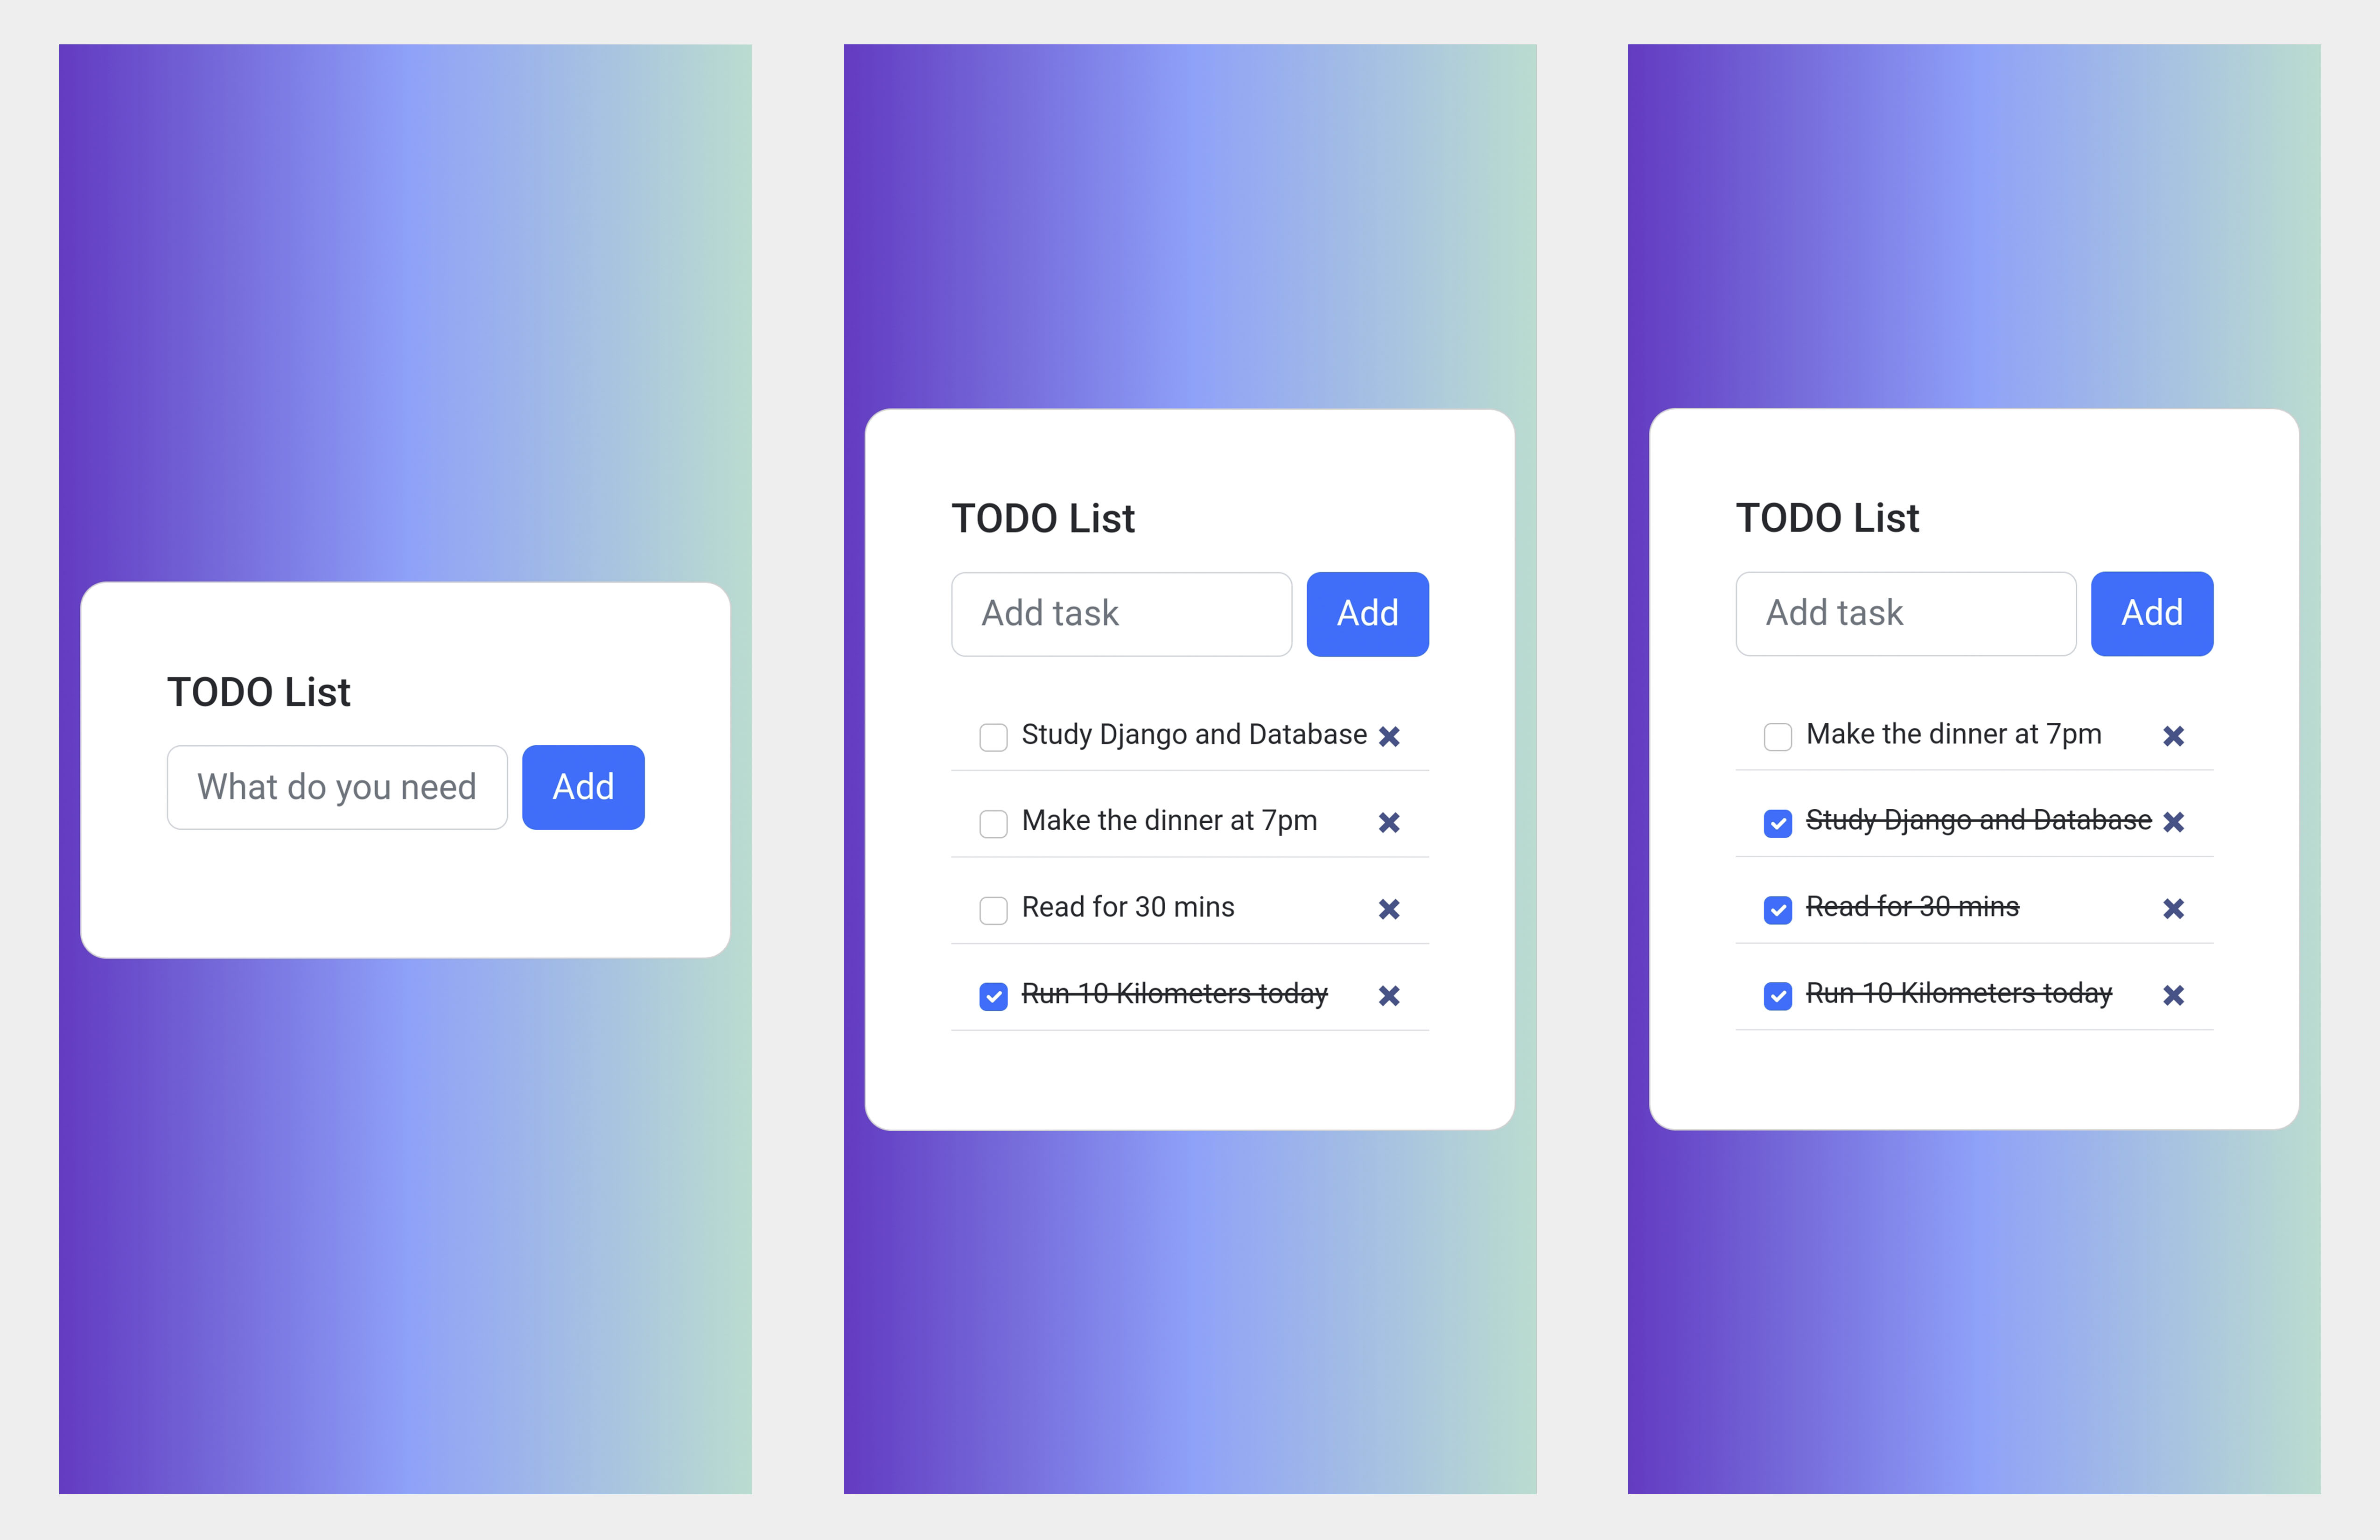 TODO List
What do you need
Add
TODO List
Add task
Add
Study Django and Database
Make the dinner at 7pm
Read for 30 mins
Run 10 Kilometers today
TODO List
Add task
Add
Make the dinner at 7pm
Study Django and Database
Read for 30 mins
Run 10 Kilometers today